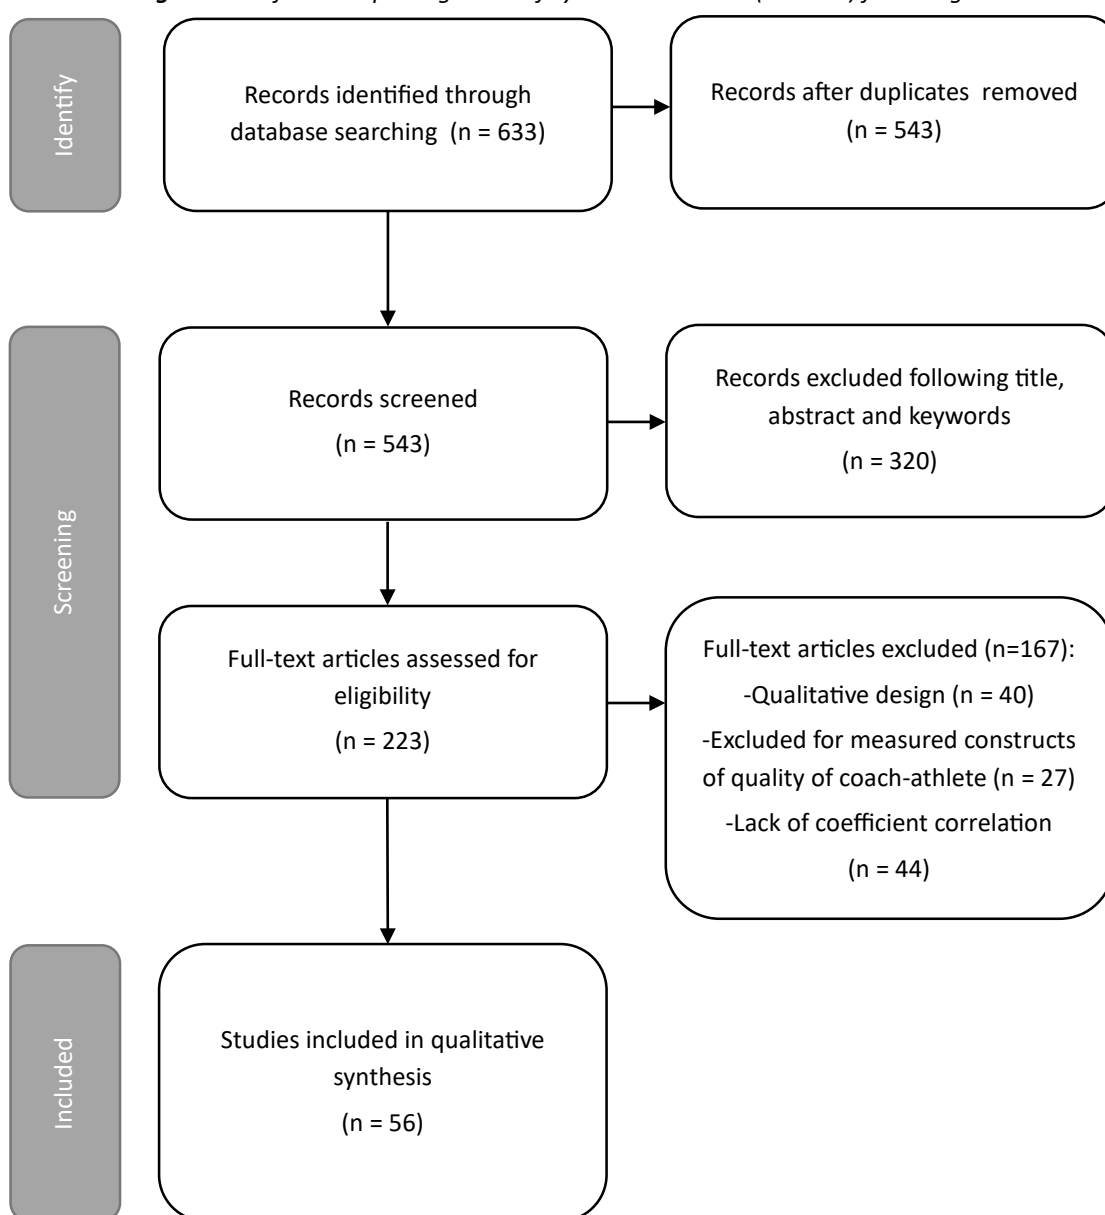 Identify
Records identified through
database searching (n = 633)
Records after duplicates removed
(n = 543)
Screening
Records screened
(n = 543)
Records excluded following title,
abstract and keywords
(n = 320)
Full-text articles assessed for
eligibility
(n = 223)
Full-text articles excluded (n=167):
-Qualitative design (n = 40)
-Excluded for measured constructs
of quality of coach-athlete (n = 27)
-Lack of coefficient correlation
(n = 44)
Included
Studies included in qualitative
synthesis
(n = 56)